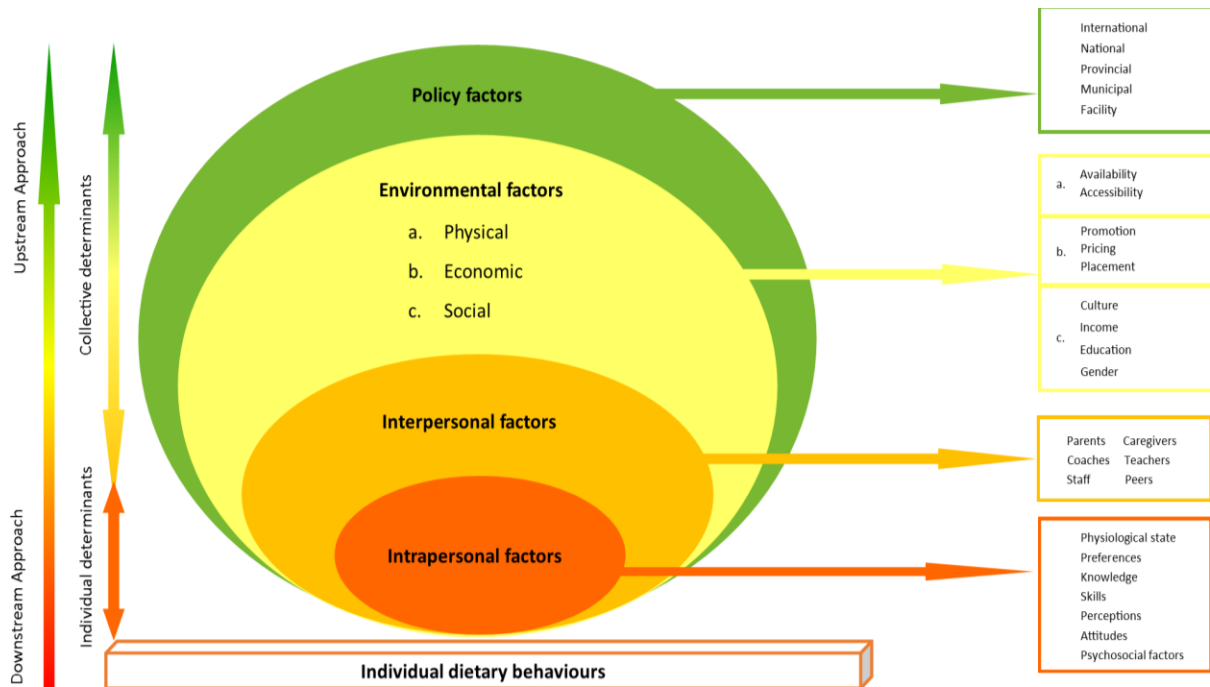 Upstream Approach
Downstream Approach
Collective determinants
Individual determinants
Policy factors
Environmental factors
a. Physical
b. Economic
c. Social
Interpersonal factors
Intrapersonal factors
Individual dietary behaviours
International
National
Provincial
Municipal
Facility
a. Availability
Accessibility
Promotion
b. Pricing
Placement
Culture
Income
c. Education
Gender
Parents Caregivers
Coaches Teachers
Staff Peers
Physiological state
Preferences
Knowledge
Skills
Perceptions
Attitudes
Psychosocial factors